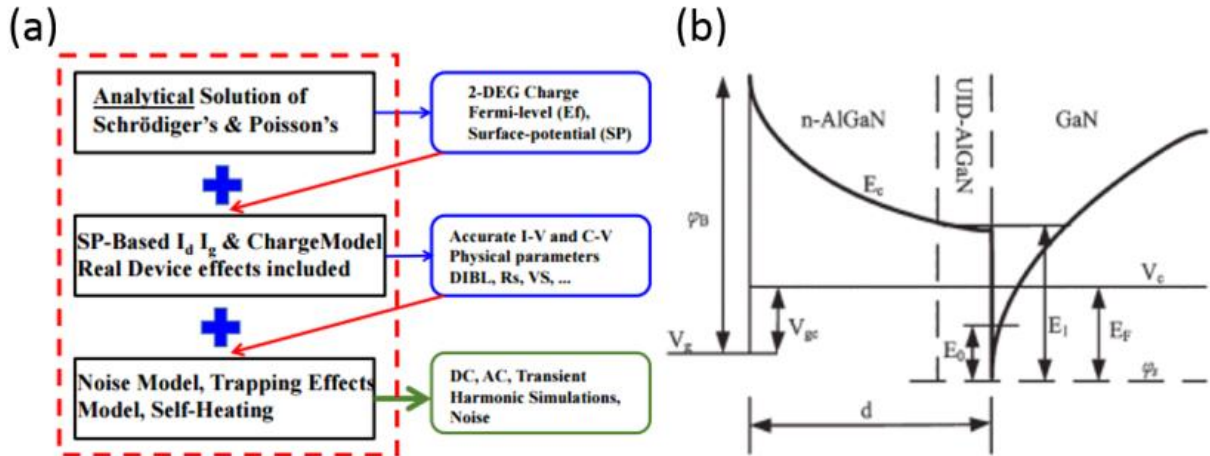 (a)
Analytical Solution of
Schrödiger's & Poisson's
2-DEG Charge
Fermi-level (Ef),
Surface-potential (SP)
SP-Based Id Ig & ChargeModel
Real Device effects included
Accurate I-V and C-V
Physical parameters
DIBL, Rs, VS, ...
Noise Model, Trapping Effects
Model, Self-Heating
DC, AC, Transient
Harmonic Simulations,
Noise
(b)
n-AlGaN
UID-AlGaN
GaN
Ec
φB
Vc
Vg
Vgc
E0
E1
EF
φs
d